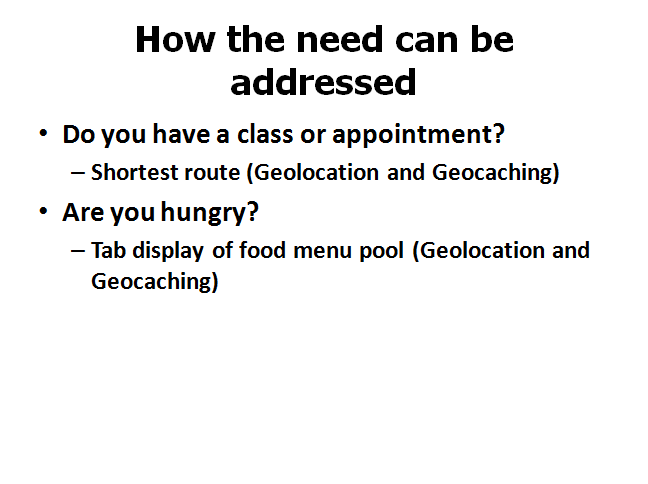 How the need can be
addressed
• Do you have a class or appointment?
– Shortest route (Geolocation and Geocaching)
• Are you hungry?
– Tab display of food menu pool (Geolocation and
Geocaching)